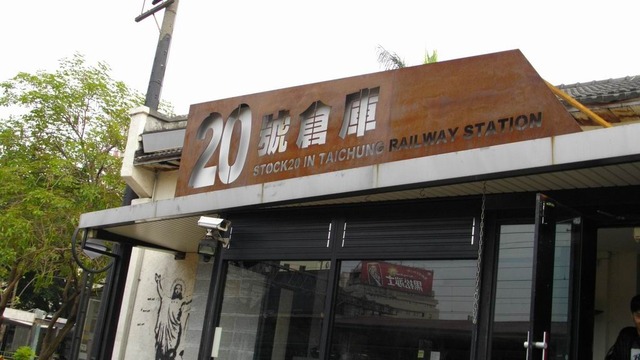 20號倉庫
STOCK20 IN TAICHUNG RAILWAY STATION